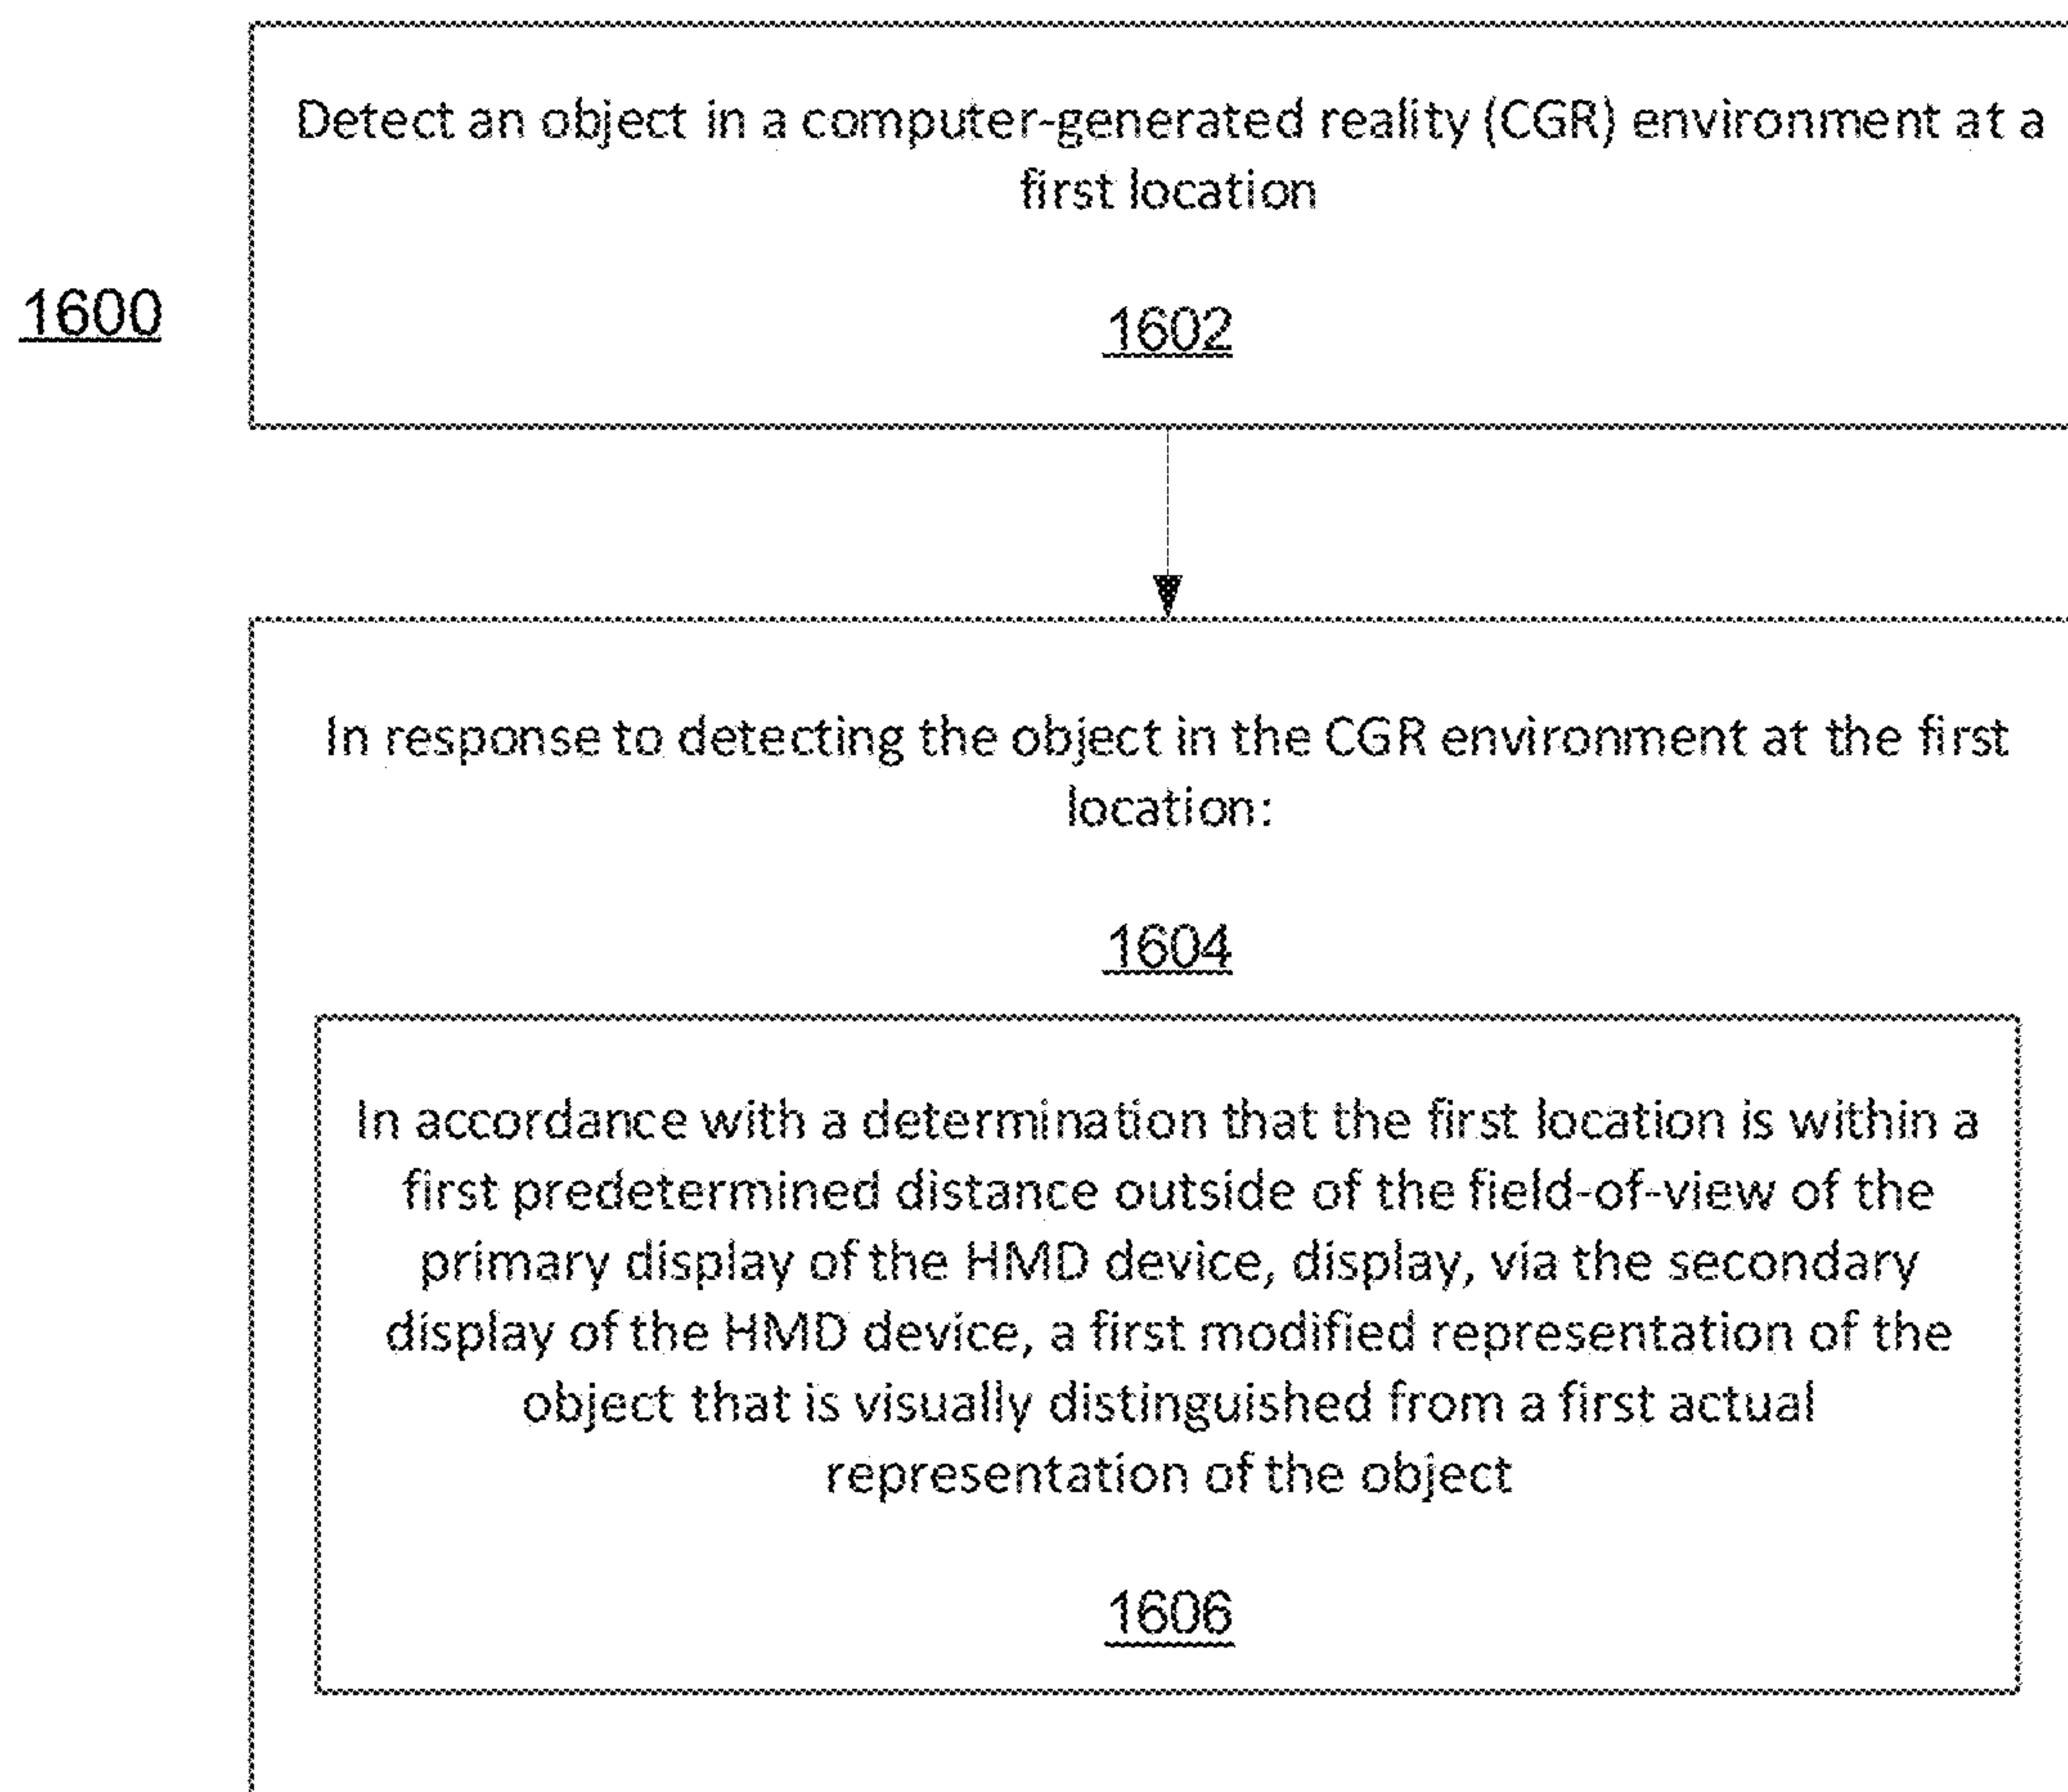 Detect an object in a computer-generated reality (CGR) environment at a
first location
1600
1602
In response to detecting the object in the CGR environment at the first
location:
1604
In accordance with a determination that the first location is within a
first predetermined distance outside of the field-of-view of the
primary display of the HMD device, display, via the secondary
display of the HMD device, a first modified representation of the
object that is visually distinguished from a first actual
representation of the object
1606